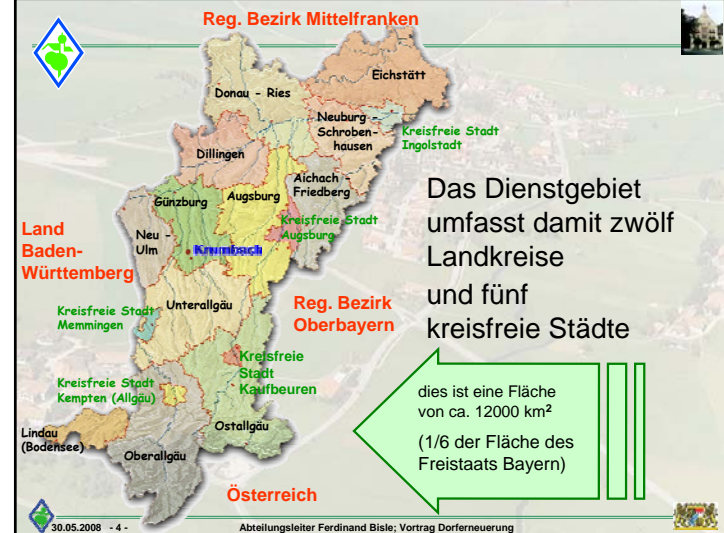 Reg. Bezirk Mittelfranken
Eichstätt
Donau - Ries
Neuburg -
Schroben-
hausen
Kreisfreie Stadt
Ingolstadt
Dillingen
Aichach -
Friedberg
Günzburg
Augsburg
Kreisfreie Stadt
Augsburg
Land
Baden-
Württemberg
Neu -
Ulm
Krumbach
Das Dienstgebiet
umfasst damit zwölf
Landkreise
und fünf
kreisfreie Städte
Unterallgäu
Reg. Bezirk
Oberbayern
Kreisfreie Stadt
Memmingen
Kreisfreie
Stadt
Kaufbeuren
Kreisfreie Stadt
Kempten (Allgäu)
dies ist eine Fläche
von ca. 12000 km²
(1/6 der Fläche des
Freistaats Bayern)
Lindau
(Bodensee)
Ostallgäu
Oberallgäu
Österreich
30.05.2008 - 4 -
Abteilungsleiter Ferdinand Bisle; Vortrag Dorferneuerung